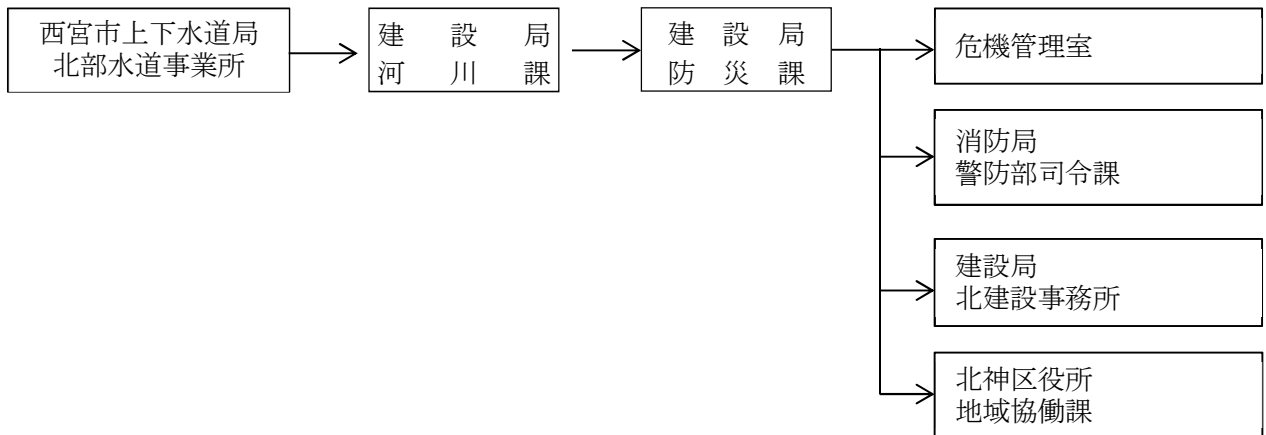 西宮市上下水道局
北部水道事業所
建設局
河川課
建設局
防災課
危機管理室
消防局
警防部司令課
建設局
北建設事務所
北神区役所
地域協働課